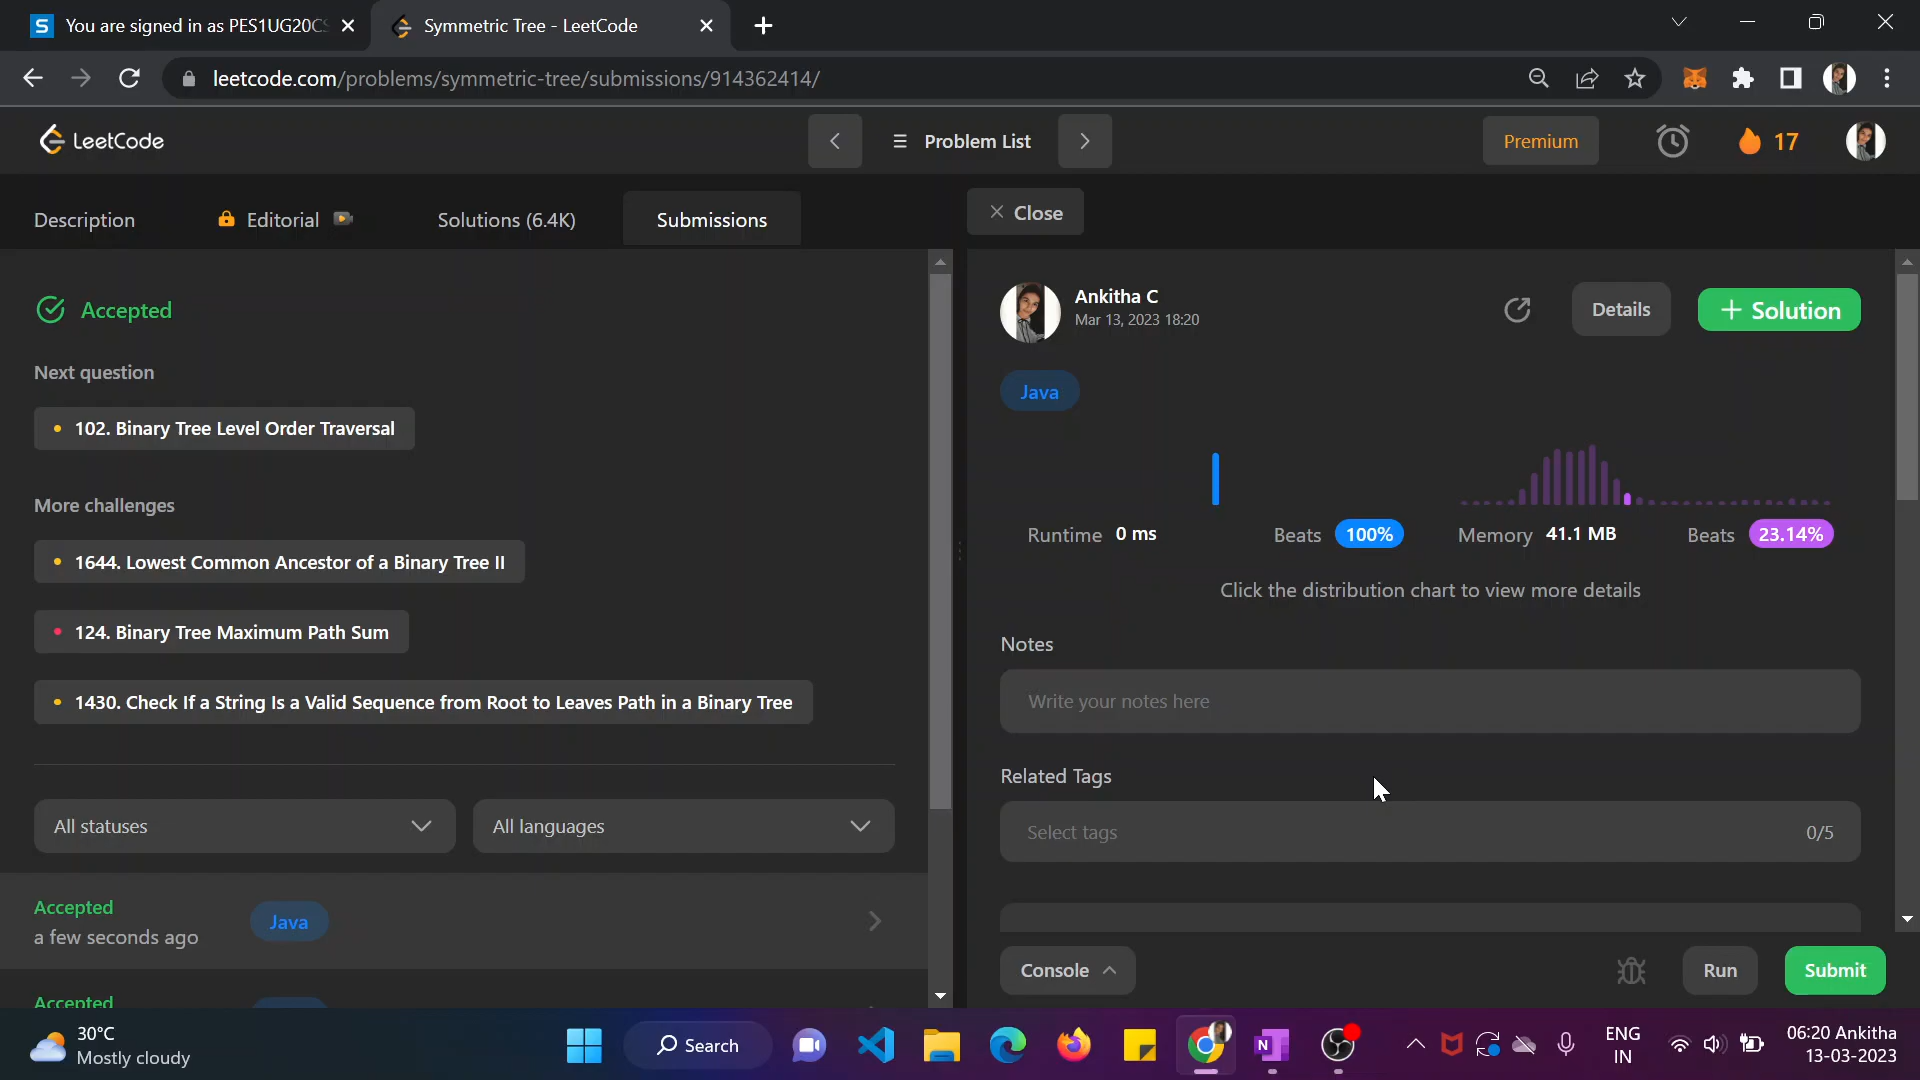 You are signed in as PES1UG20CS
Symmetric Tree - LeetCode
leetcode.com/problems/symmetric-tree/submissions/914362414/
LeetCode
Problem List
Premium
17
Description
Editorial
Solutions (6.4K)
Submissions
Close
Accepted
Next question
102. Binary Tree Level Order Traversal
More challenges
1644. Lowest Common Ancestor of a Binary Tree II
124. Binary Tree Maximum Path Sum
1430. Check If a String Is a Valid Sequence from Root to Leaves Path in a Binary Tree
All statuses
All languages
Accepted
a few seconds ago
Java
Accepted
Ankitha C
Mar 13, 2023 18:20
Details
+ Solution
Java
Runtime 0 ms
Beats 100%
Memory 41.1 MB
Beats 23.14%
Click the distribution chart to view more details
Notes
Write your notes here
Related Tags
Select tags
0/5
Console
Run
Submit
30°C
Mostly cloudy
Search
ENG
IN
06:20 Ankitha
13-03-2023